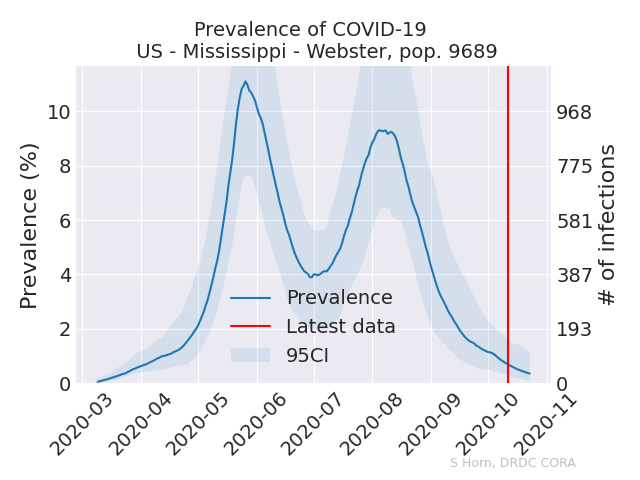 Prevalence of COVID-19
US - Mississippi - Webster, pop. 9689
Prevalence (%)
10
8
6
4
2
0
968
775
581
387
193
0
# of infections
Prevalence
Latest data
95CI
2020-03
2020-04
2020-05
2020-06
2020-07
2020-08
2020-09
2020-10
2020-11
S Horn, DRDC CORA